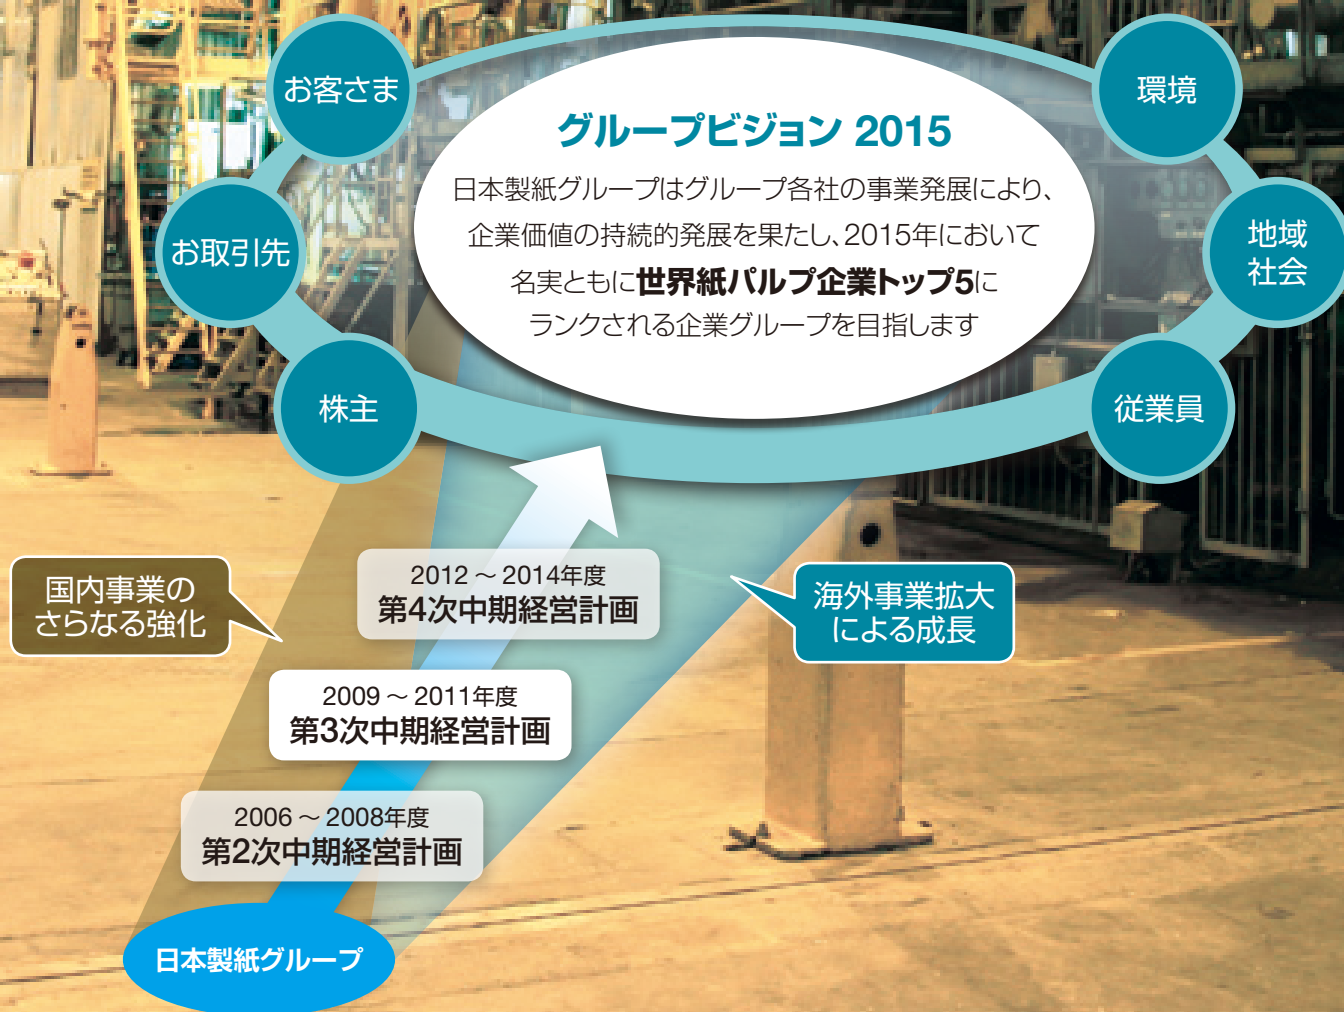 お客さま
環境
グループビジョン 2015
日本製紙グループはグループ各社の事業発展により、
企業価値の持続的発展を果たし、2015年において
名実ともに世界紙パルプ企業トップ5に
ランクされる企業グループを目指します
お取引先
地域
社会
株主
従業員
国内事業の
さらなる強化
2012 ～ 2014年度
第4次中期経営計画
海外事業拡大
による成長
2009 ～ 2011年度
第3次中期経営計画
2006 ～ 2008年度
第2次中期経営計画
日本製紙グループ